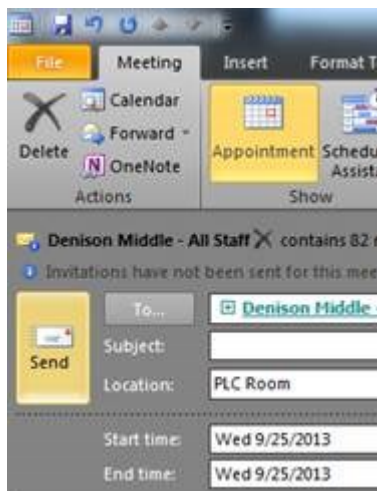 File Meeting Insert Format T
Calendar
Forward
Delete
OneNote
Appointment Schedu
Assista
Actions Show
Denison Middle - All Staff contains 82
Invitations have not been sent for this mee
To... Denison Middle
Subject:
Send
Location: PLC Room
Start time: Wed 9/25/2013
End time: Wed 9/25/2013